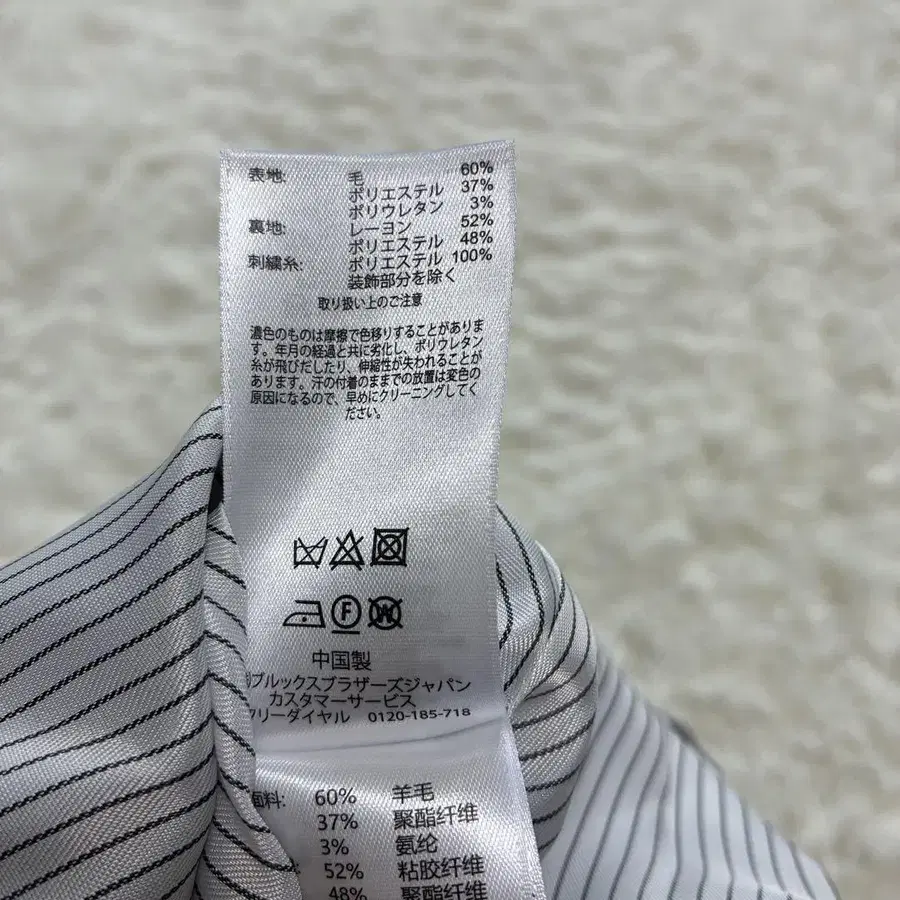 表地: 毛 60%
ポリエステル 37%
ポリウレタン 3%
裏地: レーヨン 52%
ポリエステル 48%
刺繍糸: ポリエステル 100%
装飾部分を除く
取り扱い上のご注意
濃色のものは摩擦で色移りすることがありま
す。年月の経過と共に劣化し、ポリウレタン
糸が飛びだしたり、伸縮性が失われることが
あります。汗の付着のままでの放置は変色の
原因になるので、早めにクリーニングしてく
ださい。
F W
中国製
ブルックスブラザーズジャパン
カスタマーサービス
フリーダイヤル 0120-185-718
面料: 60% 羊毛
37% 聚酯纤维
3% 氨纶
52% 粘胶纤维
48% 聚酯纤维